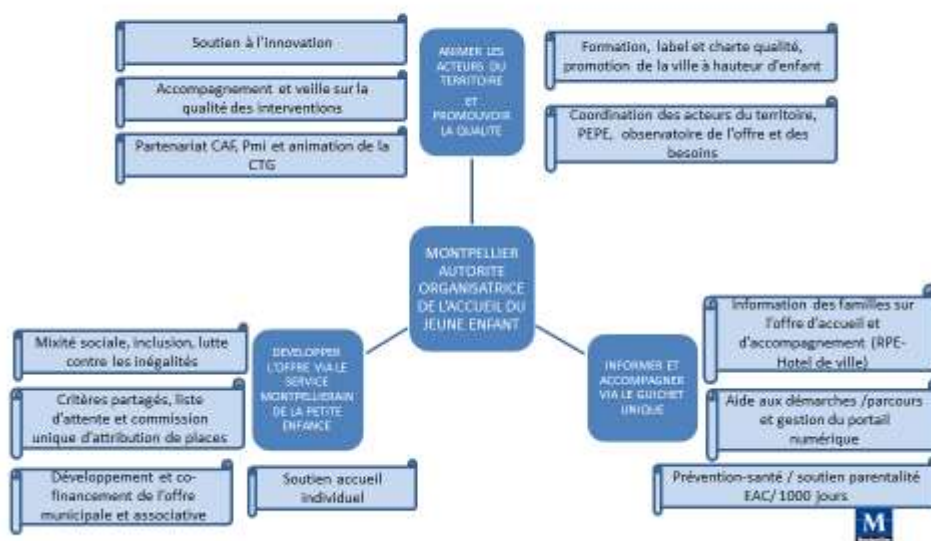 Soutien à l'innovation
Accompagnement et veille sur la
qualité des interventions
Partenariat CAF, Pmi et animation de la
CTG
ANIMER LES
ACTEURS DU
TERRITOIRE
ET
PROMOUVOIR
LA QUALITE
Formation, label et charte qualité,
promotion de la ville à hauteur d'enfant
Coordination des acteurs du territoire,
PEPE, observatoire de l'offre et des
besoins
MONTPELLIER
AUTORITE
ORGANISATRICE
DE L'ACCUEIL DU
JEUNE ENFANT
Mixité sociale, inclusion, lutte
contre les inégalités
Critères partagés, liste
d'attente et commission
unique d'attribution de places
Développement et co-
financement de l'offre
municipale et associative
Soutien accueil
individuel
DEVELOPPER
L'OFFRE VIA LE
SERVICE
MONTPELLIERAIN
DE LA PETITE
ENFANCE
INFORMER ET
ACCOMPAGNER
VIA LE GUICHET
UNIQUE
Information des familles sur
l'offre d'accueil et
d'accompagnement (RPE-
Hotel de ville)
Aide aux démarches /parcours
et gestion du portail
numérique
Prévention-santé / soutien parentalité
EAC/ 1000 jours
M